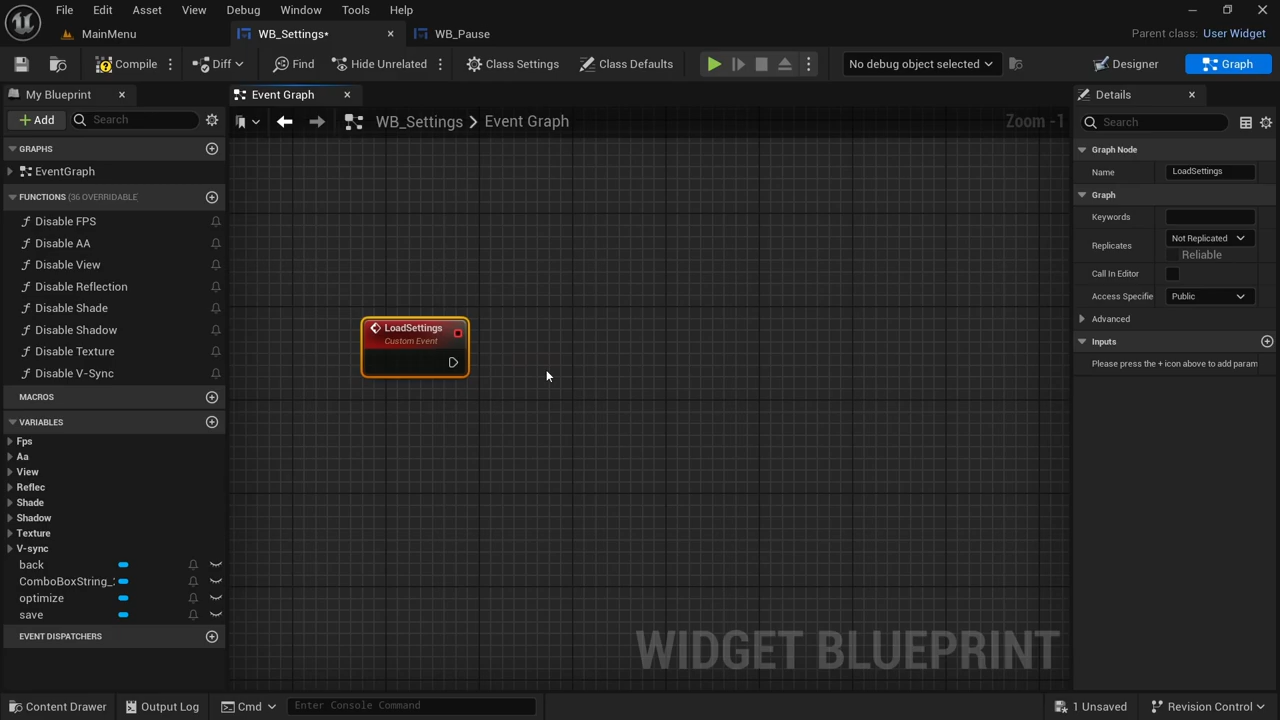 File Edit Asset View Debug Window Tools Help
MainMenu WB_Settings* WB_Pause Parent class: User Widget
Compile Diff Find Hide Unrelated Class Settings Class Defaults No debug object selected Designer Graph
My Blueprint Event Graph Details
Add Search WB_Settings Event Graph Zoom -1 Search
GRAPHS
EventGraph
FUNCTIONS (36 OVERRIDABLE
Disable FPS
Disable AA
Disable View
Disable Reflection
Disable Shade
Disable Shadow
Disable Texture
Disable V-Sync
MACROS
VARIABLES
Fps
Aa
View
Reflec
Shade
Shadow
Texture
V-sync
back
ComboBoxString_
optimize
save
EVENT DISPATCHERS
LoadSettings
Custom Event
WIDGET BLUEPRINT
Graph Node
Name LoadSettings
Graph
Keywords
Replicates Not Replicated
Reliable
Call In Editor
Access Specifie Public
Advanced
Inputs
Please press the + icon above to add param
Content Drawer Output Log Cmd Enter Console Command 1 Unsaved Revision Control